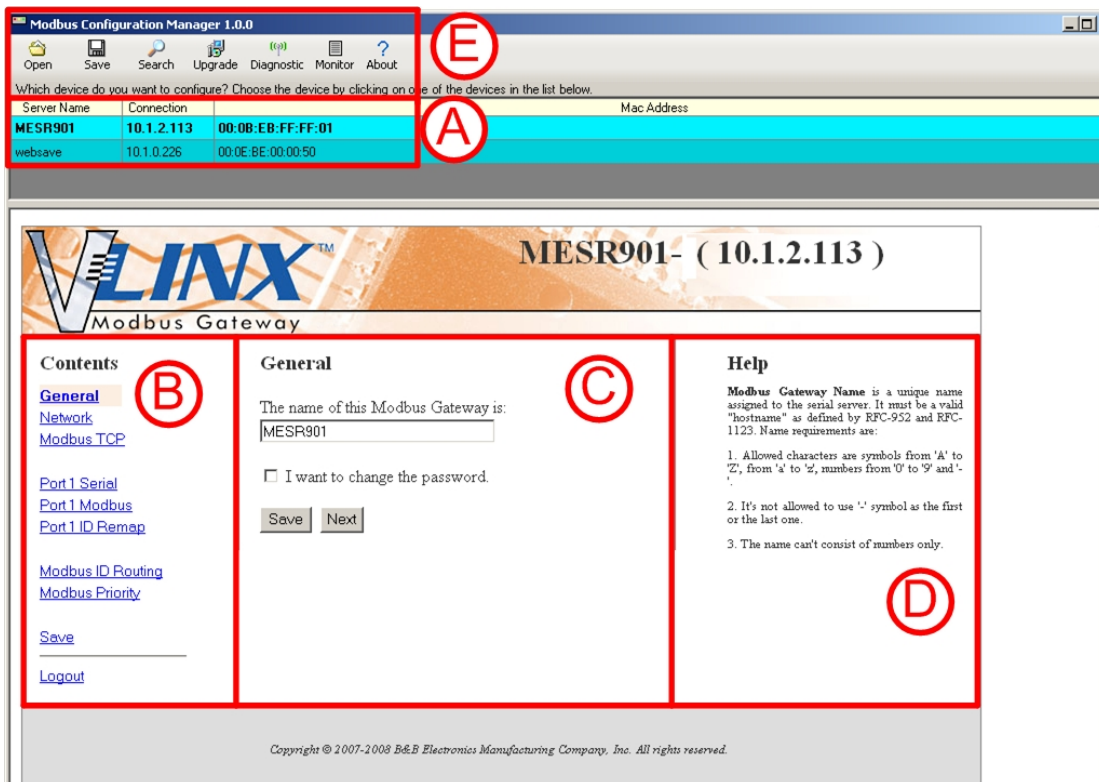 Modbus Configuration Manager 1.0.0
Open Save Search Upgrade Diagnostic Monitor About
E
Which device do you want to configure? Choose the device by clicking on one of the devices in the list below.
Server Name Connection Mac Address
MESR901 10.1.2.113 00:0B:EB:FF:FF:01
websave 10.1.0.226 00:0E:BE:00:00:50
A
VLINX™
Modbus Gateway
MESR901- ( 10.1.2.113 )
Contents
B
General
Network
Modbus TCP
Port 1 Serial
Port 1 Modbus
Port 1 ID Remap
Modbus ID Routing
Modbus Priority
Save
Logout
General
C
The name of this Modbus Gateway is:
MESR901
I want to change the password.
Save Next
Help
Modbus Gateway Name is a unique name
assigned to the serial server. It must be a valid
"hostname" as defined by RFC-952 and RFC-
1123. Name requirements are:
1. Allowed characters are symbols from 'A' to
'Z', from 'a' to 'z', numbers from '0' to '9' and '-
'.
2. It's not allowed to use '-' symbol as the first
or the last one.
3. The name can't consist of numbers only.
D
Copyright © 2007-2008 B&B Electronics Manufacturing Company, Inc. All rights reserved.